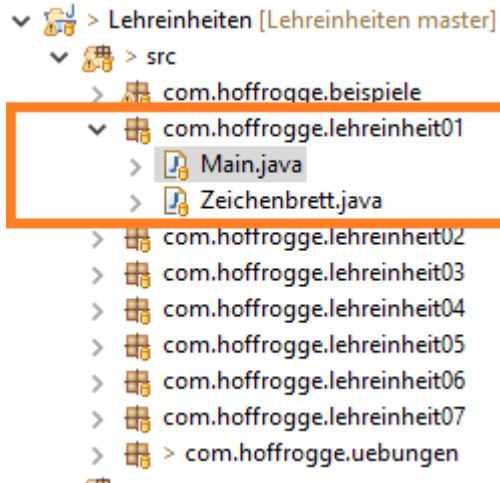 > Lehreinheiten [Lehreinheiten master]
> src
com.hoffrogge.beispiele
com.hoffrogge.lehreinheit01
Main.java
Zeichenbrett.java
com.hoffrogge.lehreinheit02
com.hoffrogge.lehreinheit03
com.hoffrogge.lehreinheit04
com.hoffrogge.lehreinheit05
com.hoffrogge.lehreinheit06
com.hoffrogge.lehreinheit07
> com.hoffrogge.uebungen